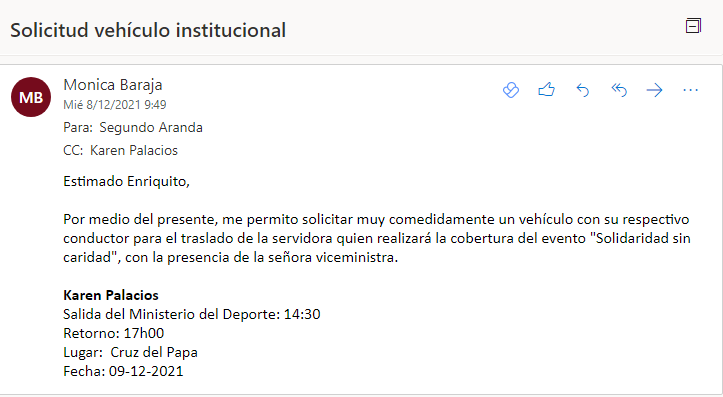 Solicitud vehículo institucional
MB
Monica Baraja
Mié 8/12/2021 9:49
Para: Segundo Aranda
CC: Karen Palacios
Estimado Enriquito,
Por medio del presente, me permito solicitar muy comedidamente un vehículo con su respectivo
conductor para el traslado de la servidora quien realizará la cobertura del evento "Solidaridad sin
caridad", con la presencia de la señora viceministra.
Karen Palacios
Salida del Ministerio del Deporte: 14:30
Retorno: 17h00
Lugar: Cruz del Papa
Fecha: 09-12-2021